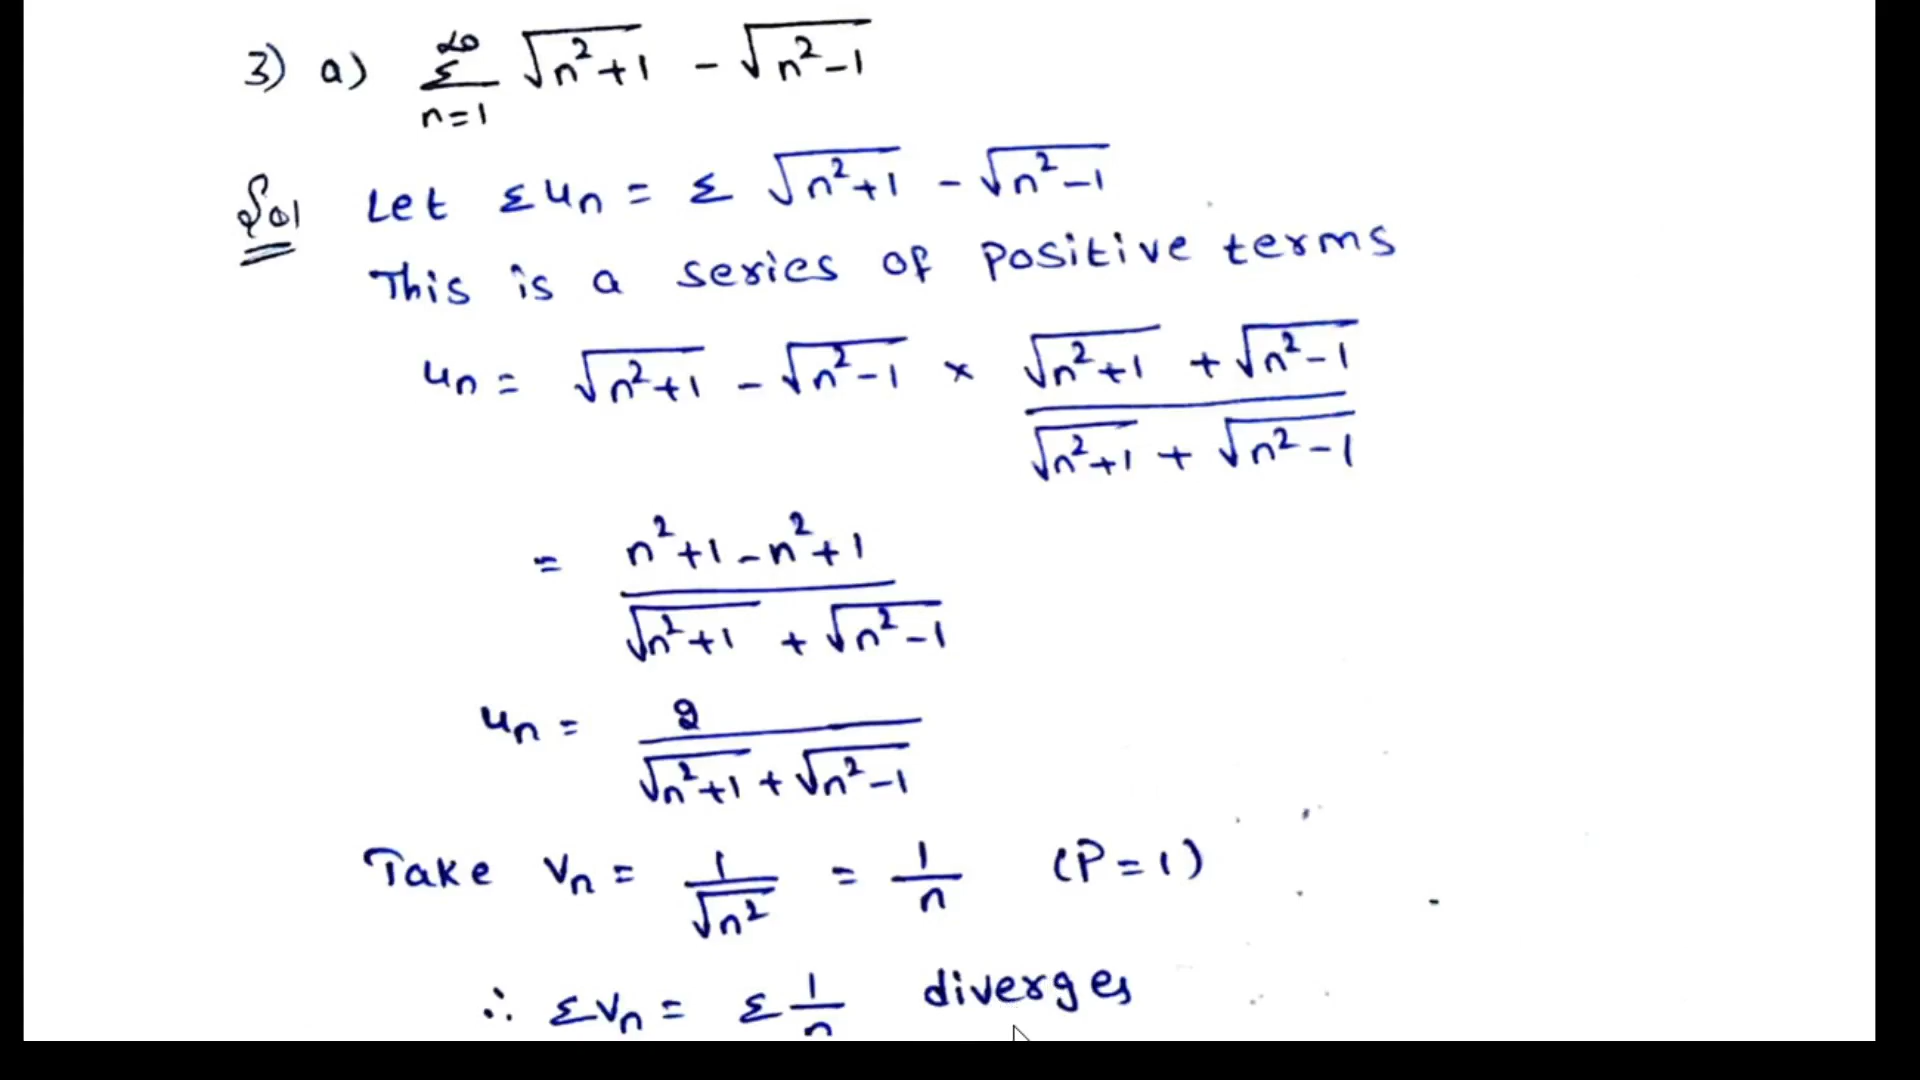 3) a) ∞ Σ n=1 √n²+1 - √n²-1
Sol Let Σun = Σ √n²+1 - √n²-1
This is a series of positive terms
un = √n²+1 - √n²-1 × √n²+1 + √n²-1 / √n²+1 + √n²-1
= n²+1-n²+1 / √n²+1 + √n²-1
un = 2 / √n²+1 + √n²-1
Take Vn = 1/√n² = 1/n (P=1)
∴ ΣVn = Σ 1/n diverges